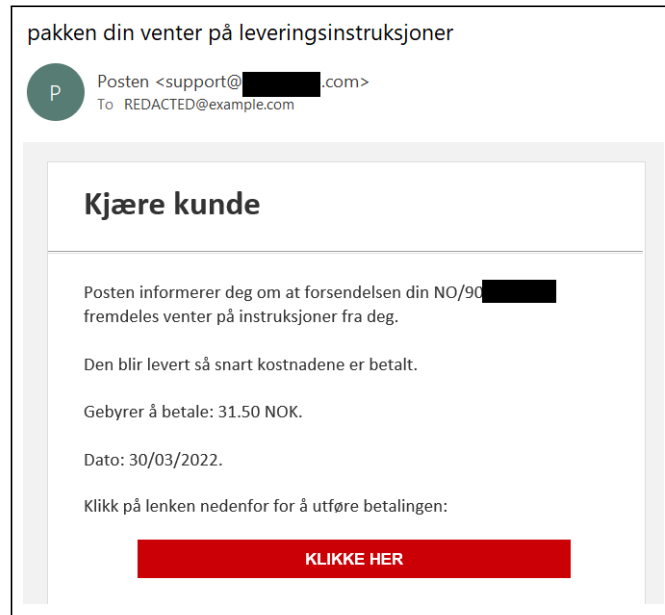 pakken din venter på leveringsinstruksjoner
P
Posten <support@ .com>
To REDACTED@example.com
Kjære kunde
Posten informerer deg om at forsendelsen din NO/90
fremdeles venter på instruksjoner fra deg.
Den blir levert så snart kostnadene er betalt.
Gebyrer å betale: 31.50 NOK.
Dato: 30/03/2022.
Klikk på lenken nedenfor for å utføre betalingen:
KLIKKE HER